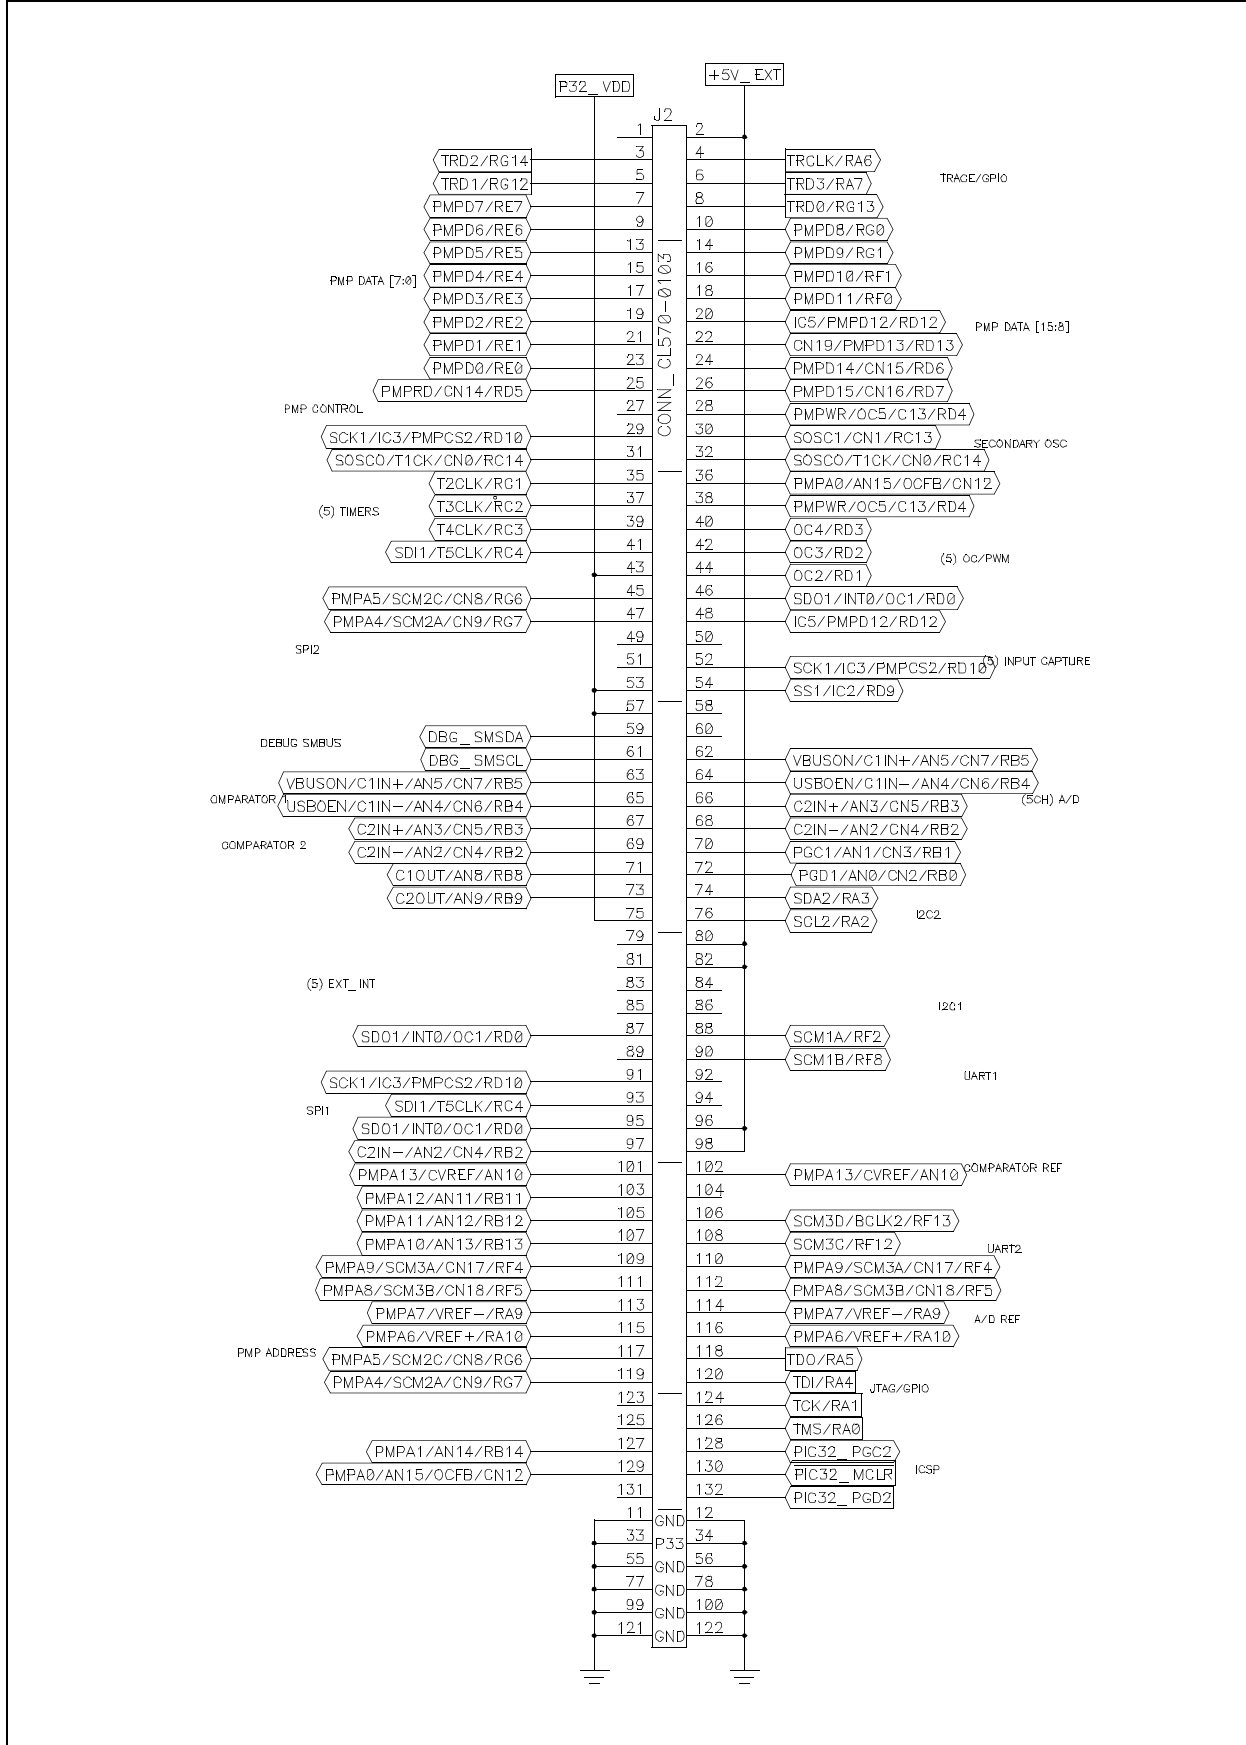 P32_VDD
+5V_EXT
J2
1 2
TRD2/RG14 3 4 TRCLK/RA6
TRACE/GPIO
TRD1/RG12 5 6 TRD3/RA7
PMPD7/RE7 7 8 TRD0/RG13
PMPD6/RE6 9 10 PMPD8/RG0
PMPD5/RE5 13 14 PMPD9/RG1
PMP DATA [7:0] PMPD4/RE4 15 16 PMPD10/RF1
PMPD3/RE3 17 18 PMPD11/RF0
CONN_CL570-0103
PMPD2/RE2 19 20 IC5/PMPD12/RD12 PMP DATA [15:8]
PMPD1/RE1 21 22 CN19/PMPD13/RD13
PMPD0/RE0 23 24 PMPD14/CN15/RD6
PMPRD/CN14/RD5 25 26 PMPD15/CN16/RD7
PMP CONTROL 27 28 PMPWR/OC5/C13/RD4
SCK1/IC3/PMPCS2/RD10 29 30 SOSC1/CN1/RC13 SECONDARY OSC
SOSCO/T1CK/CN0/RC14 31 32 SOSCO/T1CK/CN0/RC14
T2CLK/RC1 35 36 PMPA0/AN15/OCFB/CN12
(5) TIMERS T3CLK/RC2 37 38 PMPWR/OC5/C13/RD4
T4CLK/RC3 39 40 OC4/RD3
SDI1/T5CLK/RC4 41 42 OC3/RD2 (5) OC/PWM
43 44 OC2/RD1
PMPA5/SCM2C/CN8/RG6 45 46 SDO1/INT0/OC1/RD0
PMPA4/SCM2A/CN9/RG7 47 48 IC5/PMPD12/RD12
SPI2 49 50
51 52 SCK1/IC3/PMPCS2/RD10 (5) INPUT CAPTURE
53 54 SS1/IC2/RD9
57 58
DEBUG SMBUS DBG_SMSDA 59 60
DBG_SMSCL 61 62 VBUSON/C1IN+/AN5/CN7/RB5
VBUSON/C1IN+/AN5/CN7/RB5 63 64 USBOEN/C1IN-/AN4/CN6/RB4
OMPARATOR 1 USBOEN/C1IN-/AN4/CN6/RB4 65 66 C2IN+/AN3/CN5/RB3 (5CH) A/D
C2IN+/AN3/CN5/RB3 67 68 C2IN-/AN2/CN4/RB2
COMPARATOR 2 C2IN-/AN2/CN4/RB2 69 70 PGC1/AN1/CN3/RB1
C1OUT/AN8/RB8 71 72 PGD1/AN0/CN2/RB0
C2OUT/AN9/RB9 73 74 SDA2/RA3
75 76 SCL2/RA2 I2C2
79 80
81 82
(5) EXT_INT 83 84
85 86 I2C1
SDO1/INT0/OC1/RD0 87 88 SCM1A/RF2
89 90 SCM1B/RF8
SCK1/IC3/PMPCS2/RD10 91 92 UART1
SPI1 SDI1/T5CLK/RC4 93 94
SDO1/INT0/OC1/RD0 95 96
C2IN-/AN2/CN4/RB2 97 98
PMPA13/CVREF/AN10 101 102 PMPA13/CVREF/AN10 COMPARATOR REF
PMPA12/AN11/RB11 103 104
PMPA11/AN12/RB12 105 106 SCM3D/BCLK2/RF13
PMPA10/AN13/RB13 107 108 SCM3C/RF12 UART2
PMPA9/SCM3A/CN17/RF4 109 110 PMPA9/SCM3A/CN17/RF4
PMPA8/SCM3B/CN18/RF5 111 112 PMPA8/SCM3B/CN18/RF5
PMPA7/VREF-/RA9 113 114 PMPA7/VREF-/RA9 A/D REF
PMPA6/VREF+/RA10 115 116 PMPA6/VREF+/RA10
PMP ADDRESS PMPA5/SCM2C/CN8/RG6 117 118 TDO/RA5
PMPA4/SCM2A/CN9/RG7 119 120 TDI/RA4 JTAG/GPIO
123 124 TCK/RA1
125 126 TMS/RA0
PMPA1/AN14/RB14 127 128 PIC32_PGC2
PMPA0/AN15/OCFB/CN12 129 130 PIC32_MCLR ICSP
131 132 PIC32_PGD2
11 GND 12
33 P33 34
55 GND 56
77 GND 78
99 GND 100
121 GND 122